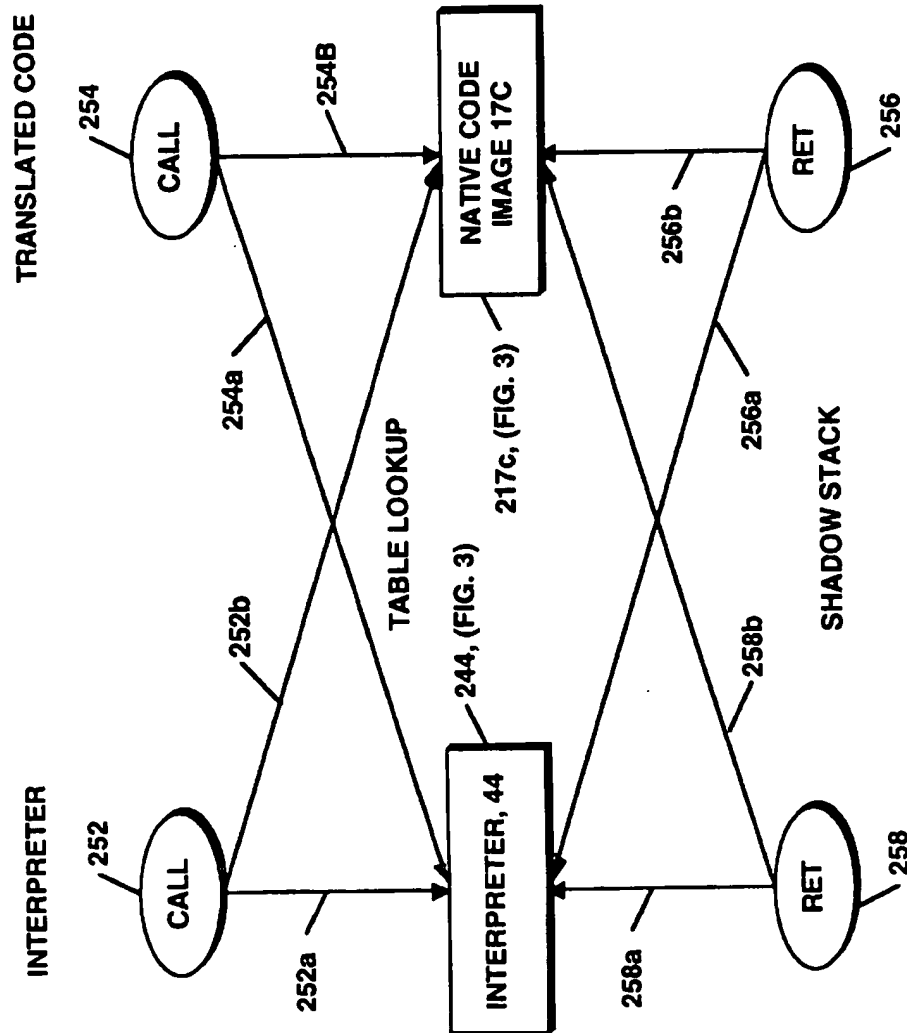 INTERPRETER
TRANSLATED CODE
252
CALL
254
CALL
252a
252b
254a
254B
TABLE LOOKUP
INTERPRETER, 44
244, (FIG. 3)
NATIVE CODE
IMAGE 17C
217c, (FIG. 3)
258a
258b
256a
256b
SHADOW STACK
RET
258
RET
256